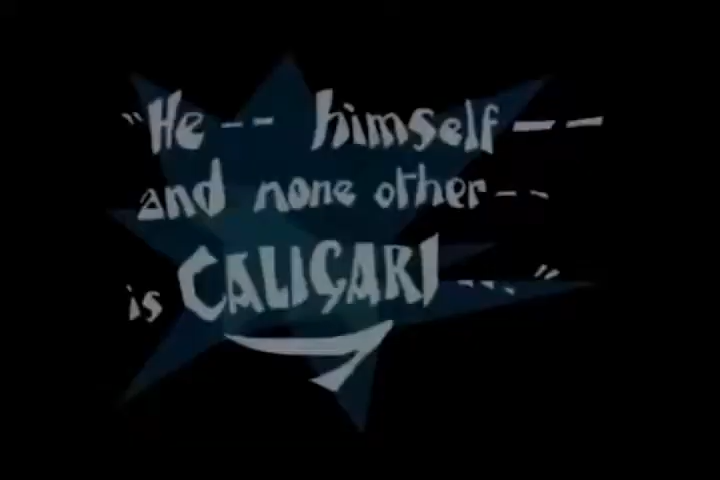 "He -- himself --
and none other --
is CALIGARI ... "